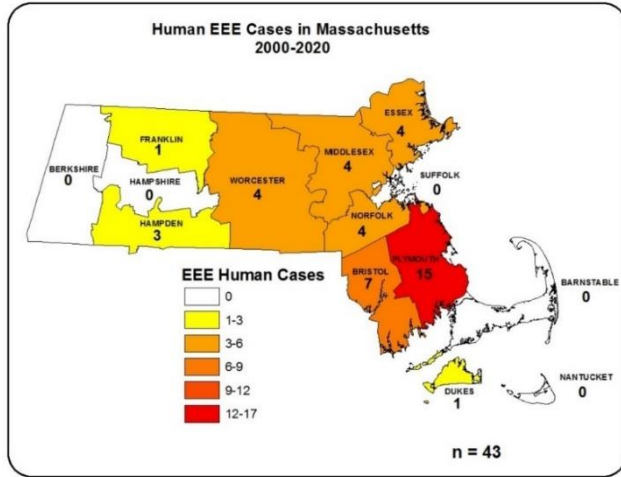 Human EEE Cases in Massachusetts
2000-2020
ESSEX
4
FRANKLIN
1
MIDDLESEX
4
BERKSHIRE
0
HAMPSHIRE
0
WORCESTER
4
SUFFOLK
0
HAMPDEN
3
NORFOLK
4
PLYMOUTH
15
BRISTOL
7
BARNSTABLE
0
NANTUCKET
0
DUKES
1
EEE Human Cases
0
1-3
3-6
6-9
9-12
12-17
n = 43